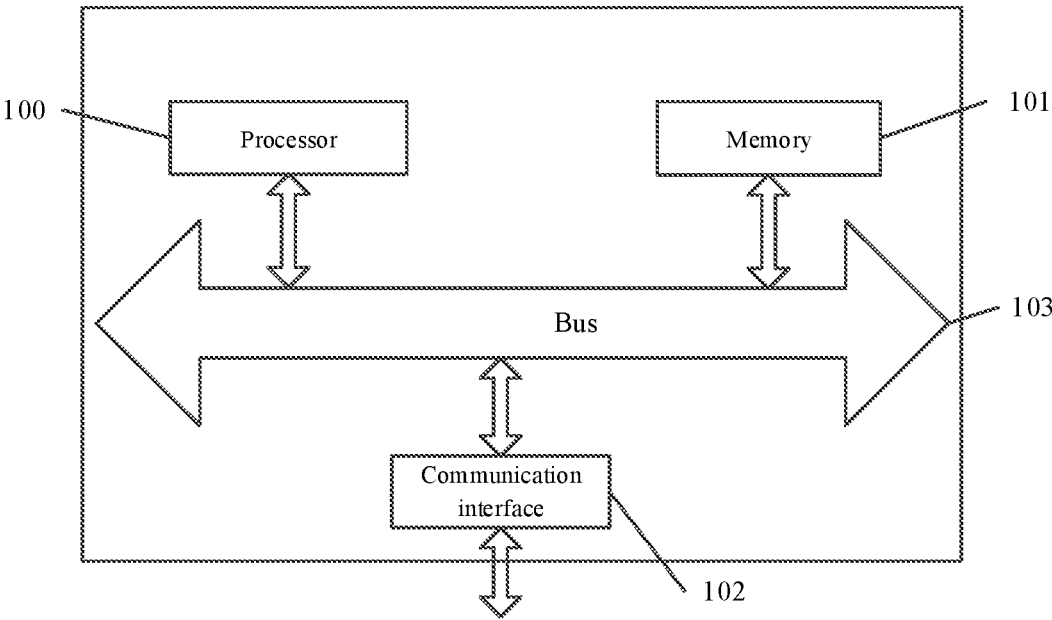 100
Processor
Memory
101
Bus
103
Communication
interface
102